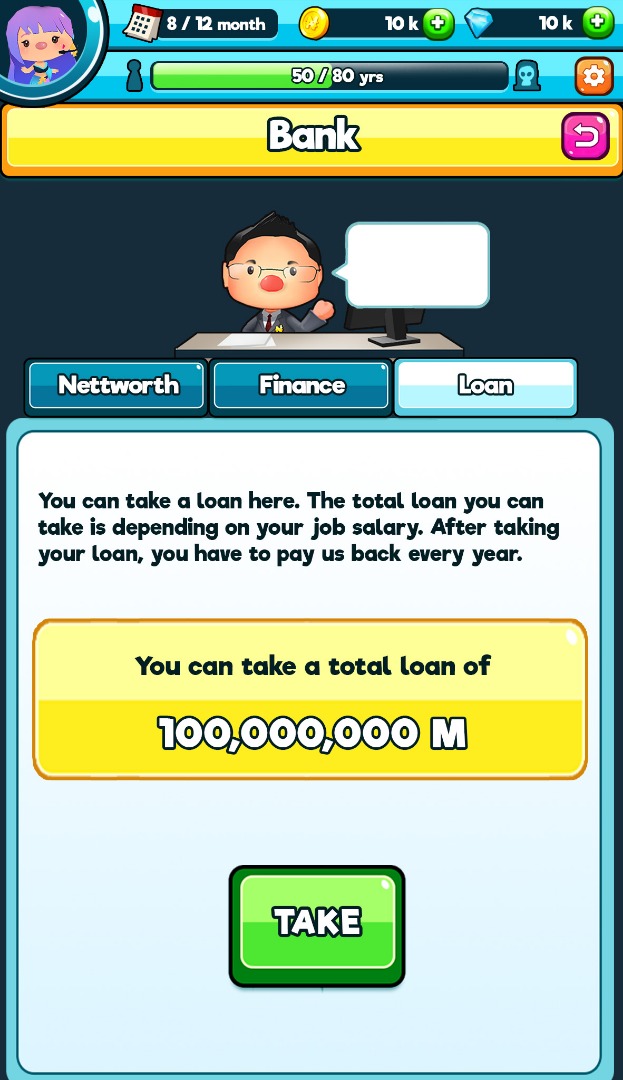 8 / 12 month
10 k
10 k
50 / 80 yrs
Bank
Nettworth
Finance
Loan
You can take a loan here. The total loan you can
take is depending on your job salary. After taking
your loan, you have to pay us back every year.
You can take a total loan of
100,000,000 M
TAKE